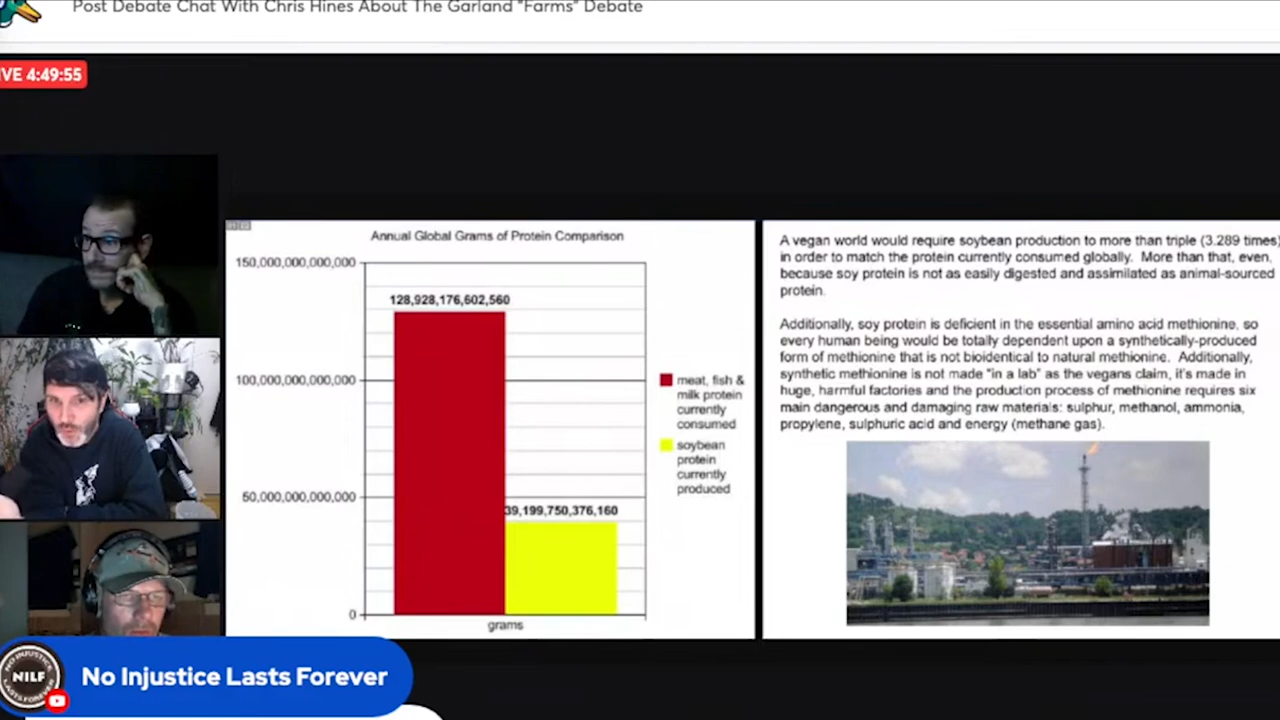 Post Debate Chat With Chris Hines About The Garland "Farms" Debate
IVE 4:49:55
Annual Global Grams of Protein Comparison
150,000,000,000,000
128,928,176,602,560
100,000,000,000,000
50,000,000,000,000
39,199,750,376,160
0
grams
meat, fish &
milk protein
currently
consumed
soybean
protein
currently
produced
A vegan world would require soybean production to more than triple (3.289 times)
in order to match the protein currently consumed globally. More than that, even,
because soy protein is not as easily digested and assimilated as animal-sourced
protein.
Additionally, soy protein is deficient in the essential amino acid methionine, so
every human being would be totally dependent upon a synthetically-produced
form of methionine that is not bioidentical to natural methionine. Additionally,
synthetic methionine is not made "in a lab" as the vegans claim, it's made in
huge, harmful factories and the production process of methionine requires six
main dangerous and damaging raw materials: sulphur, methanol, ammonia,
propylene, sulphuric acid and energy (methane gas).
NO INJUSTICE
NILF
LASTS FOREVER
No Injustice Lasts Forever